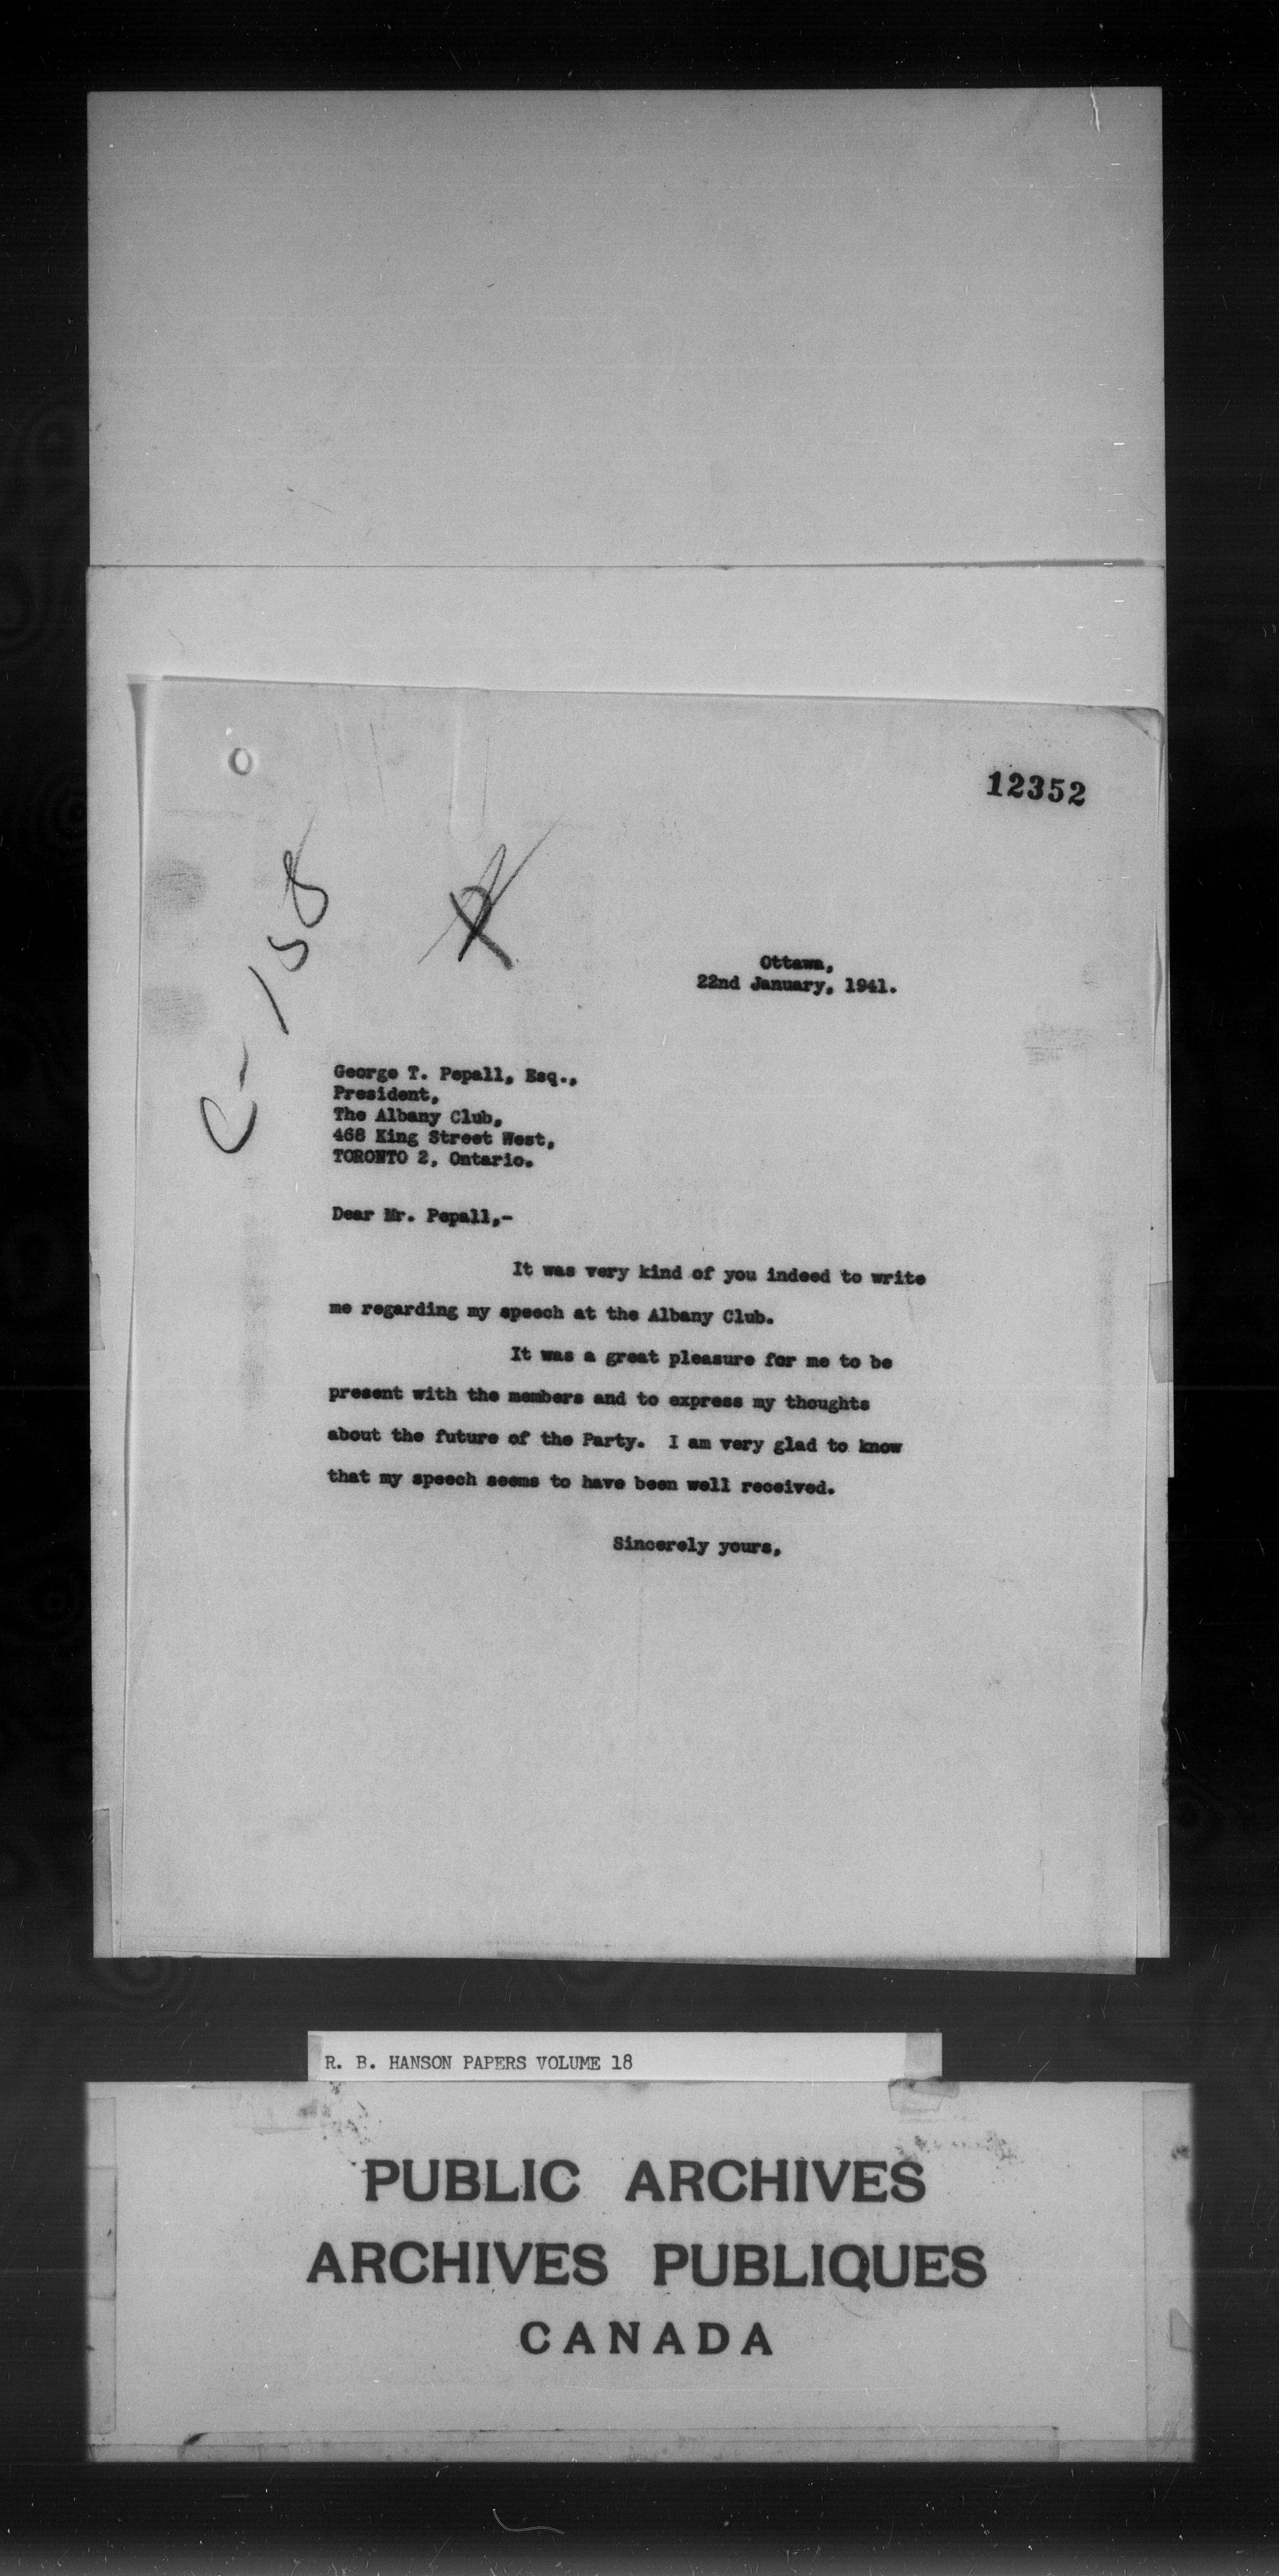 12352
C-158
Ottawa,
22nd January, 1941.
George T. Pepall, Esq.,
President,
The Albany Club,
468 King Street West,
TORONTO 2, Ontario.
Dear Mr. Pepall,-
It was very kind of you indeed to write
me regarding my speech at the Albany Club.
It was a great pleasure for me to be
present with the members and to express my thoughts
about the future of the Party. I am very glad to know
that my speech seems to have been well received.
Sincerely yours,
R. B. HANSON PAPERS VOLUME 18
PUBLIC ARCHIVES
ARCHIVES PUBLIQUES
CANADA